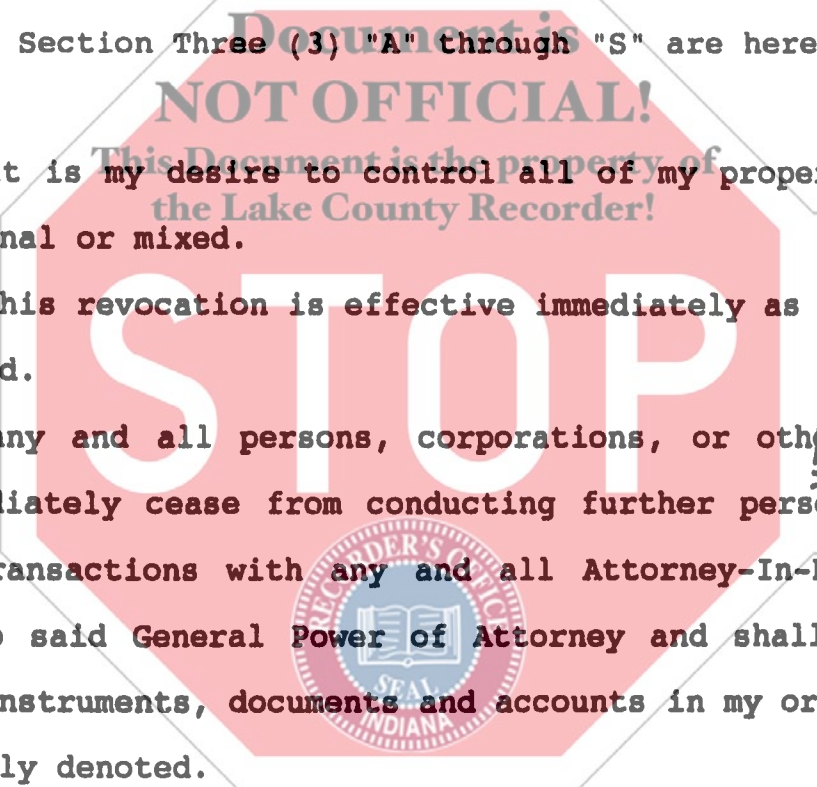 Document is
Section Three (3) "A" through "S" are here
NOT OFFICIAL!
This Document is the property of
t is my desire to control all of my proper
the Lake County Recorder!
nal or mixed.
his revocation is effective immediately as
d.
STOP
any and all persons, corporations, or oth
diately cease from conducting further pers
ransactions with any and all Attorney-In-
said General Power of Attorney and shall
nstruments, documents and accounts in my or
ly denoted.
RECORDER'S OFFICE
SEAL
INDIANA